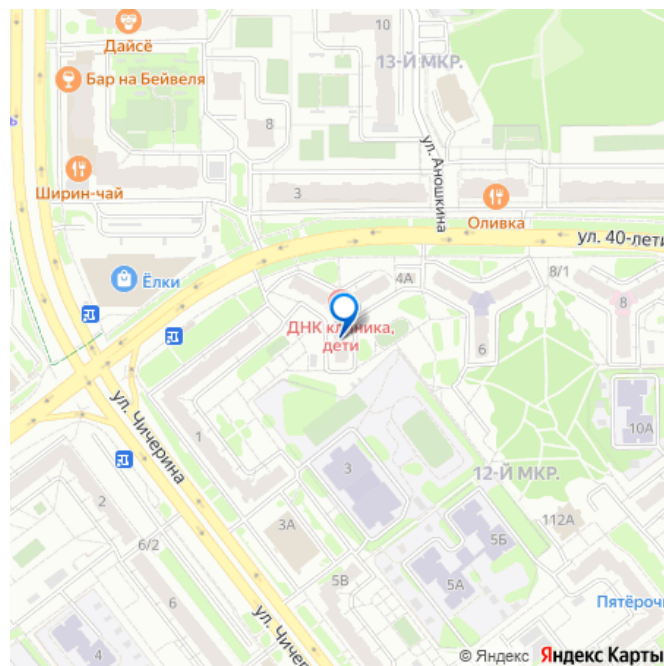 Дайсё
10
13-Й МКР.
Бар на Бейвеля
8
ул. Аношкина
Ширин-чай
3
Оливка
ул. 40-лети
Ёлки
4А
8/1
8
ДНК клиника,
дети
6
ул. Чичерина
1
10А
3
12-Й МКР.
2
3А
112А
6/2
5Б
5В
5А
6
Пятёроч
ул. Чиче
4
© Яндекс Яндекс Карты